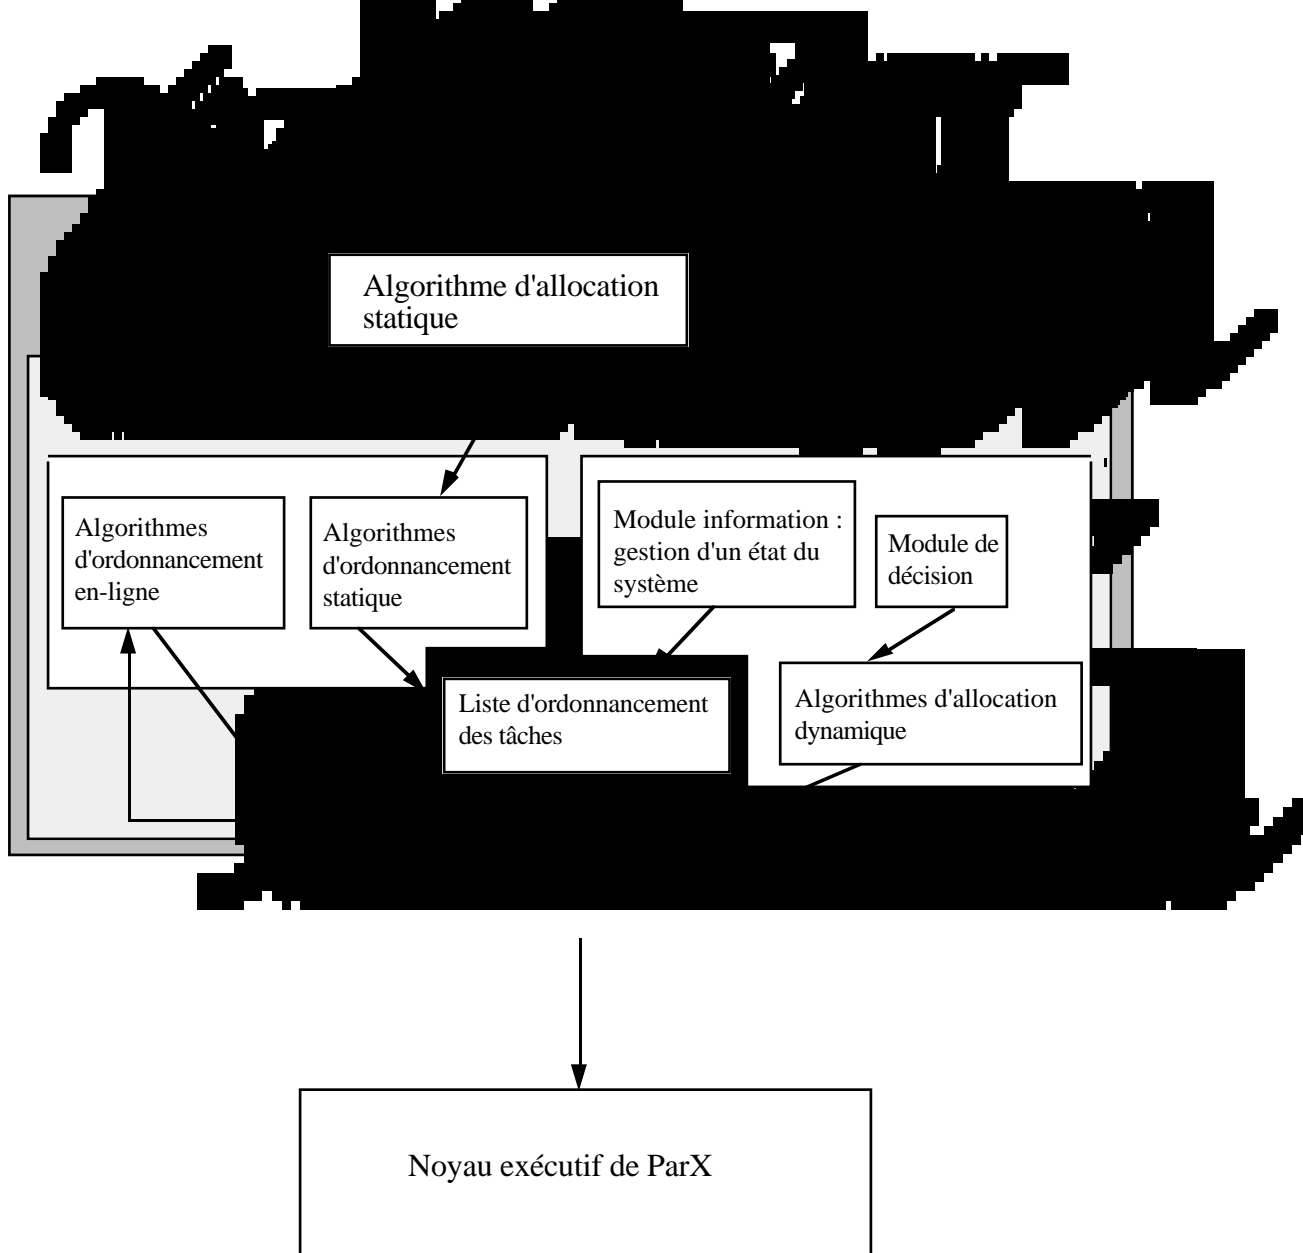 Algorithme d'allocation
statique
Algorithmes
d'ordonnancement
en-ligne
Algorithmes
d'ordonnancement
statique
Module information :
gestion d'un état du
système
Module de
décision
Liste d'ordonnancement
des tâches
Algorithmes d'allocation
dynamique
Noyau exécutif de ParX